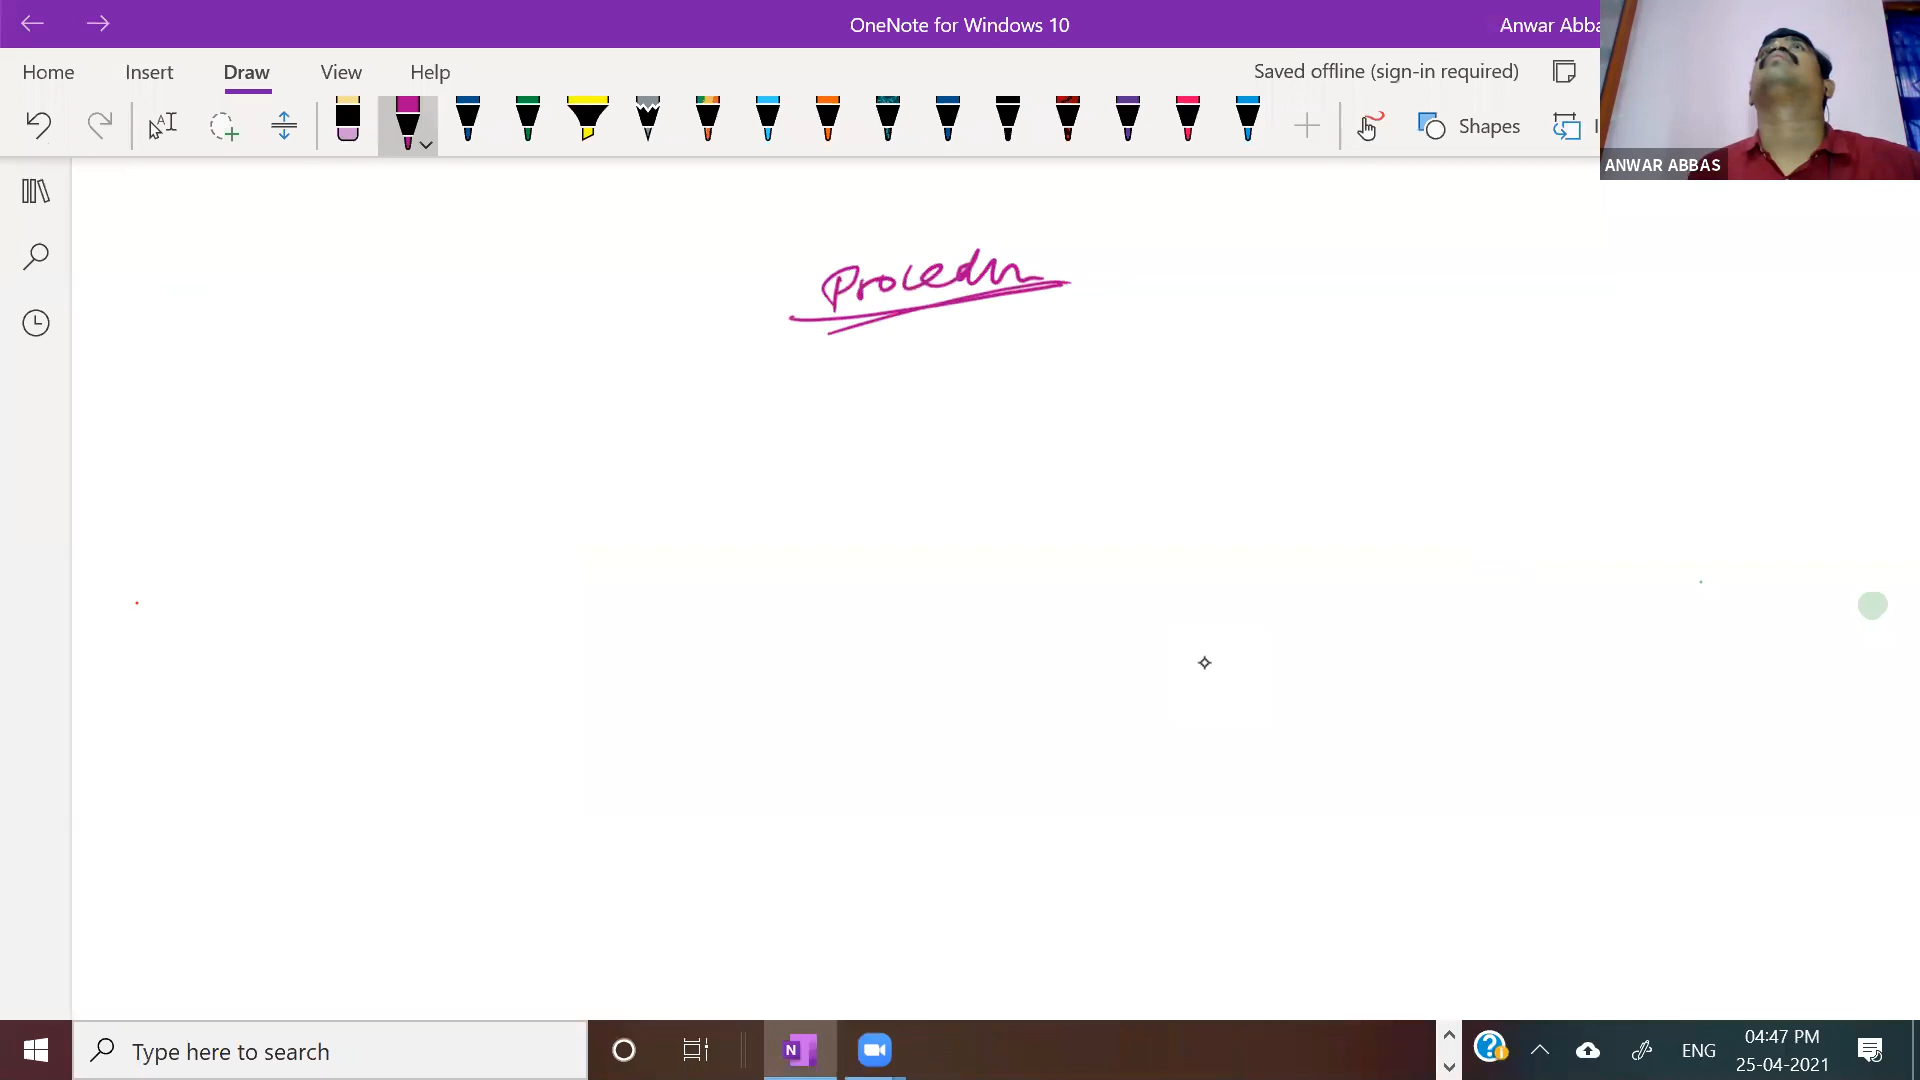 OneNote for Windows 10
Anwar Abba
Home Insert Draw View Help
Saved offline (sign-in required)
Shapes
ANWAR ABBAS
Procedu
Type here to search
ENG
04:47 PM
25-04-2021